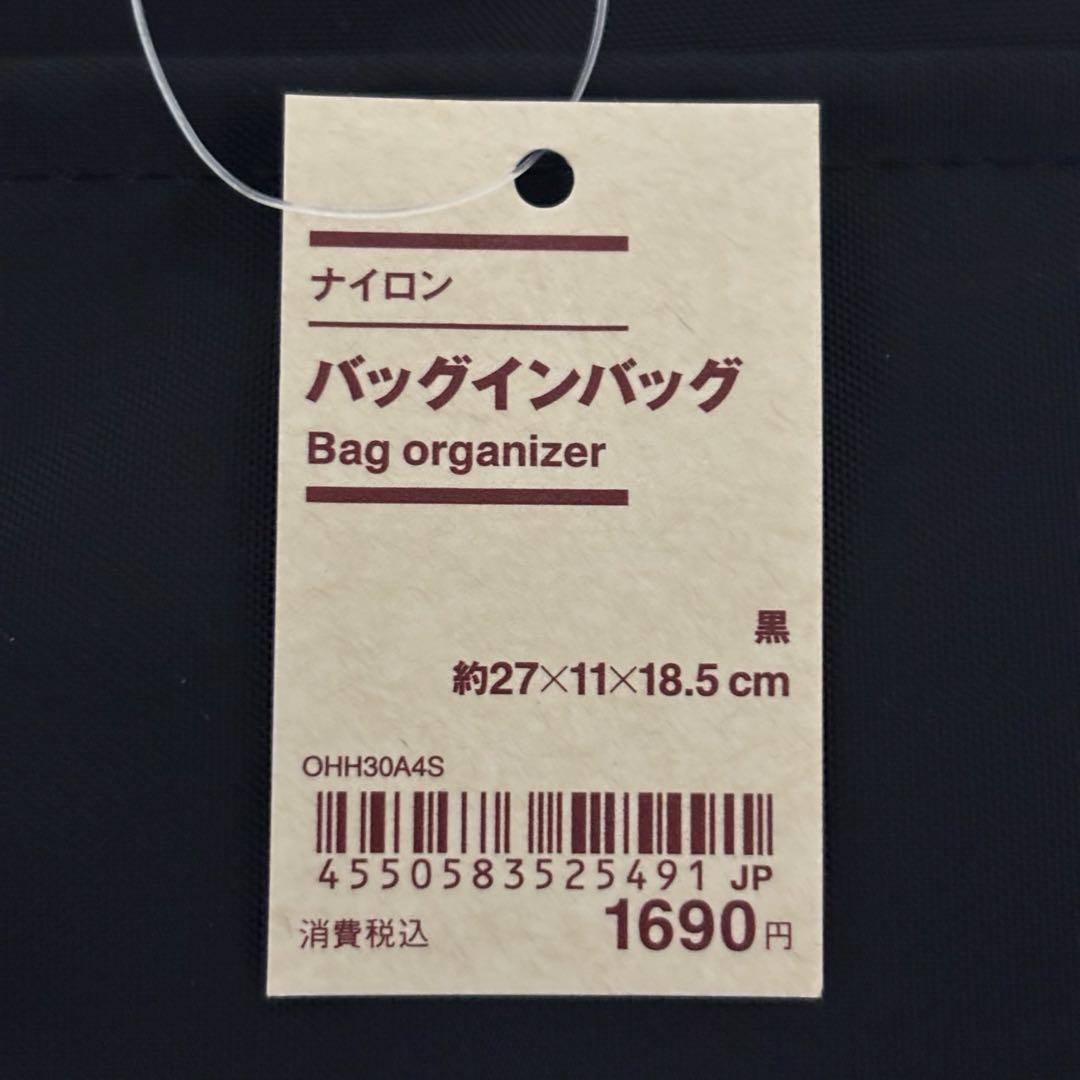 ナイロン
バッグインバッグ
Bag organizer
黒
約27×11×18.5 cm
OHH30A4S
4550583525491 JP
消費税込 1690円